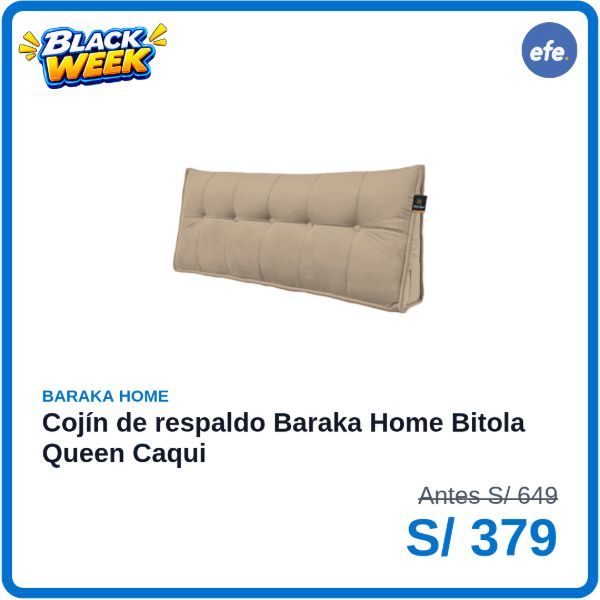 BLACK
WEEK
efe.
BARAKA HOME
Cojín de respaldo Baraka Home Bitola
Queen Caqui
Antes S/ 649
S/ 379